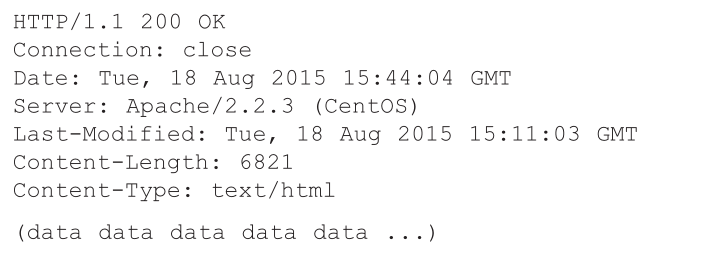 HTTP/1.1 200 OK
Connection: close
Date: Tue, 18 Aug 2015 15:44:04 GMT
Server: Apache/2.2.3 (CentOS)
Last-Modified: Tue, 18 Aug 2015 15:11:03 GMT
Content-Length: 6821
Content-Type: text/html
(data data data data data ...)